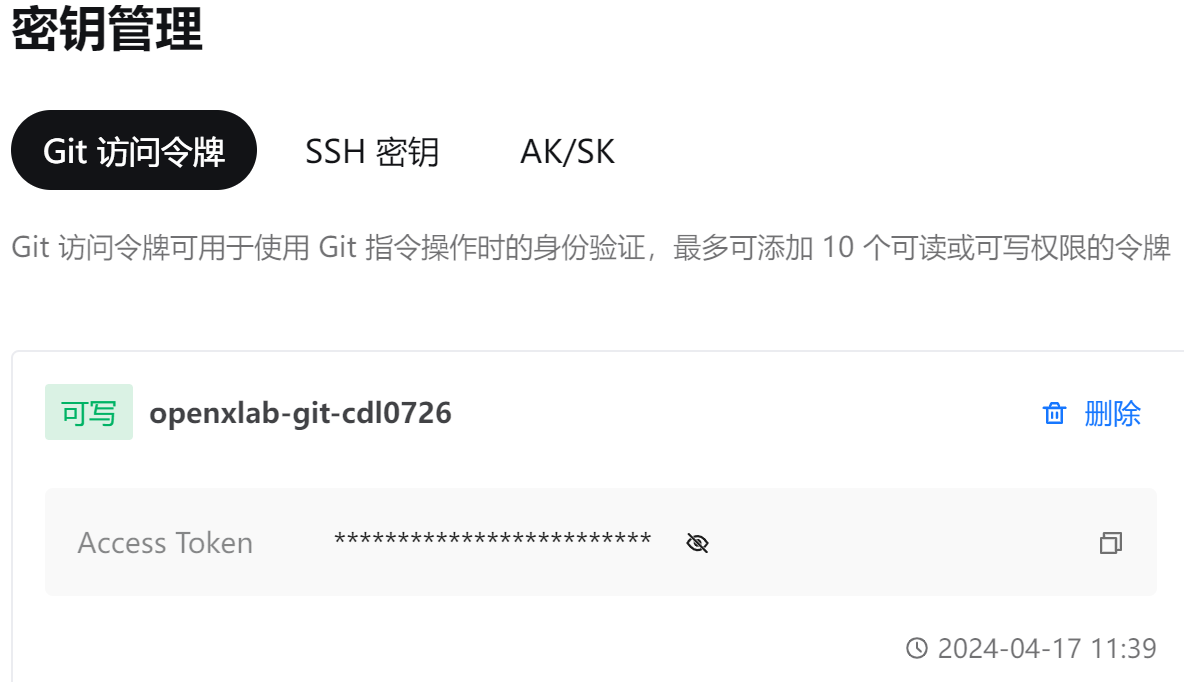 密钥管理
Git 访问令牌 SSH 密钥 AK/SK
Git 访问令牌可用于使用 Git 指令操作时的身份验证，最多可添加 10 个可读或可写权限的令牌
可写 openxlab-git-cdl0726 删除
Access Token *************************
2024-04-17 11:39